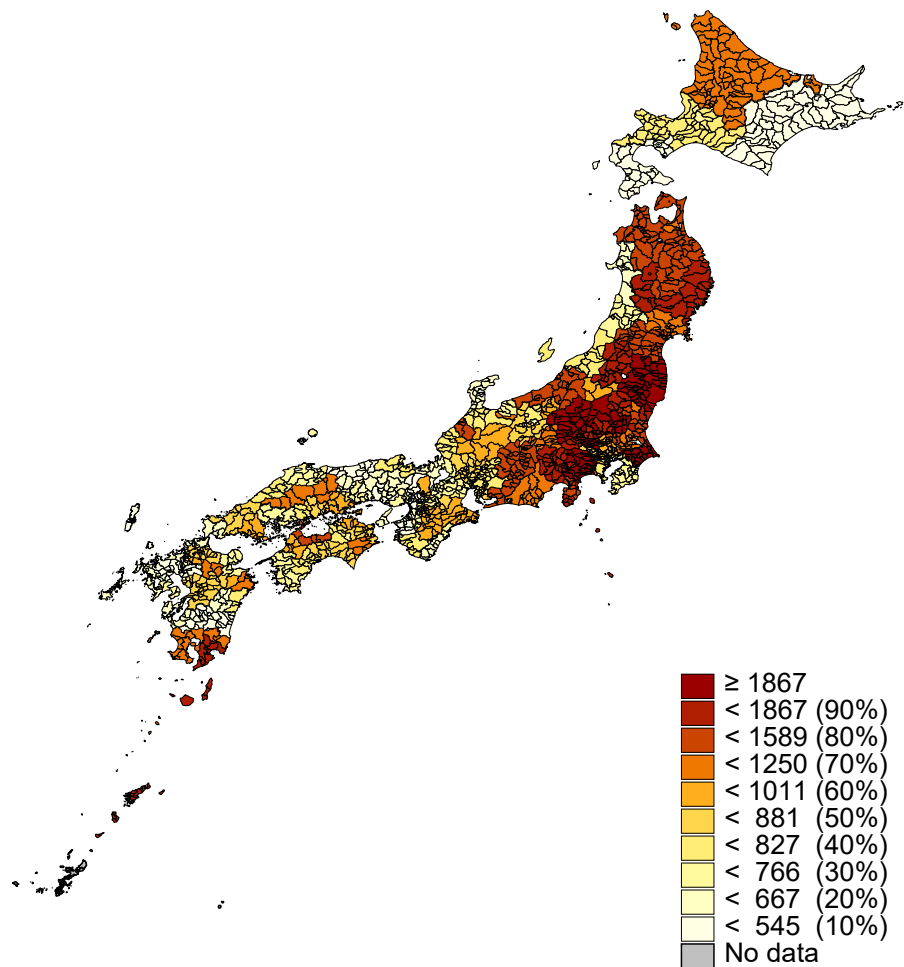 ≥ 1867
< 1867 (90%)
< 1589 (80%)
< 1250 (70%)
< 1011 (60%)
< 881 (50%)
< 827 (40%)
< 766 (30%)
< 667 (20%)
< 545 (10%)
No data